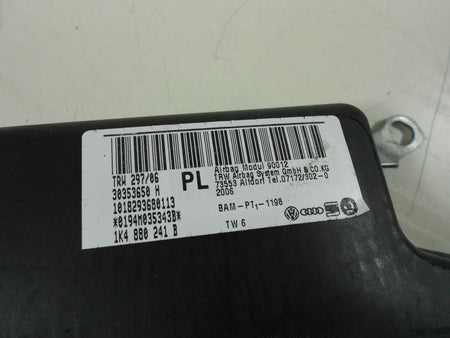 TRW 297/06
30353650 H
1018293680113
*0194M035343B*
1K4 880 241 B
PL
Airbag Modul 90012
TRW Airbag System GmbH & CO.KG
73553 Alfdorf Tel.07172/302-0
2006
BAM-PT₁-1198
TW 6